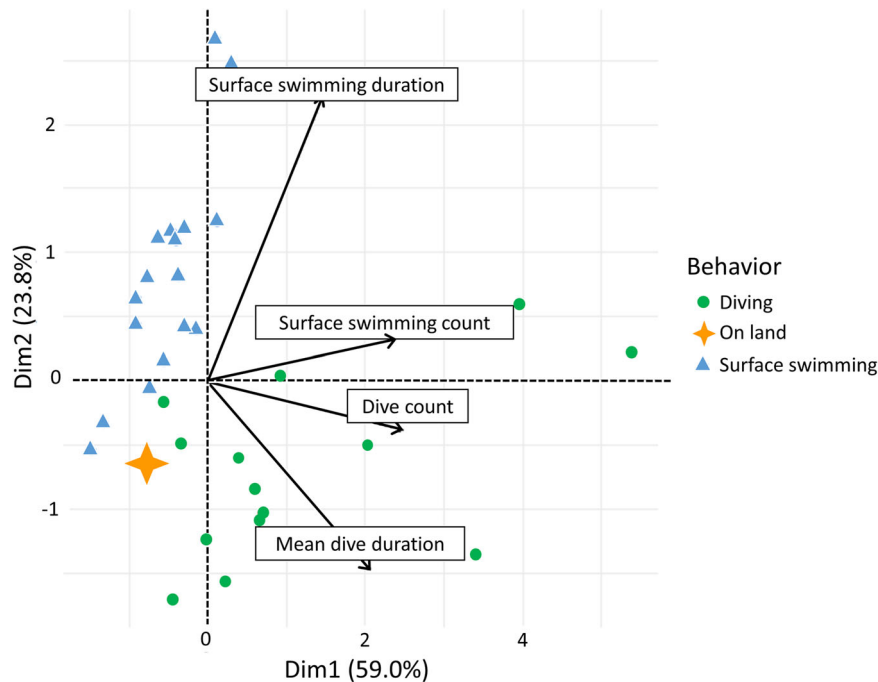 Surface swimming duration
2
1
Surface swimming count
0
Dive count
-1
Mean dive duration
0
2
4
Dim1 (59.0%)
Dim2 (23.8%)
Behavior
Diving
On land
Surface swimming